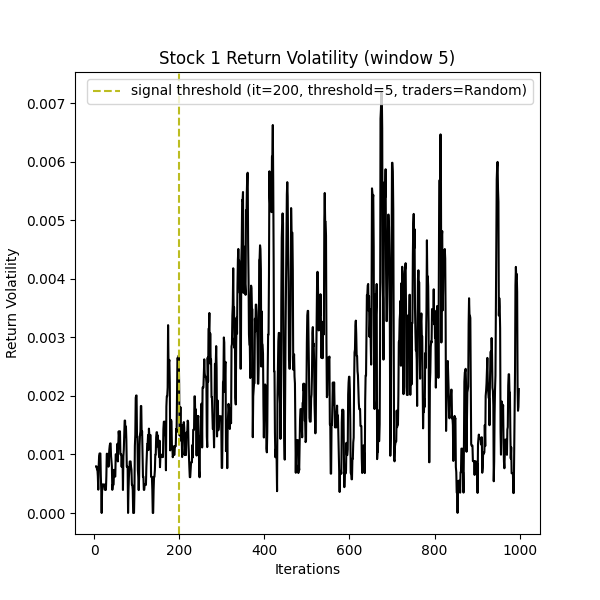 Stock 1 Return Volatility (window 5)
signal threshold (it=200, threshold=5, traders=Random)
0.007
0.006
0.005
0.004
0.003
0.002
0.001
0.000
Return Volatility
0 200 400 600 800 1000
Iterations